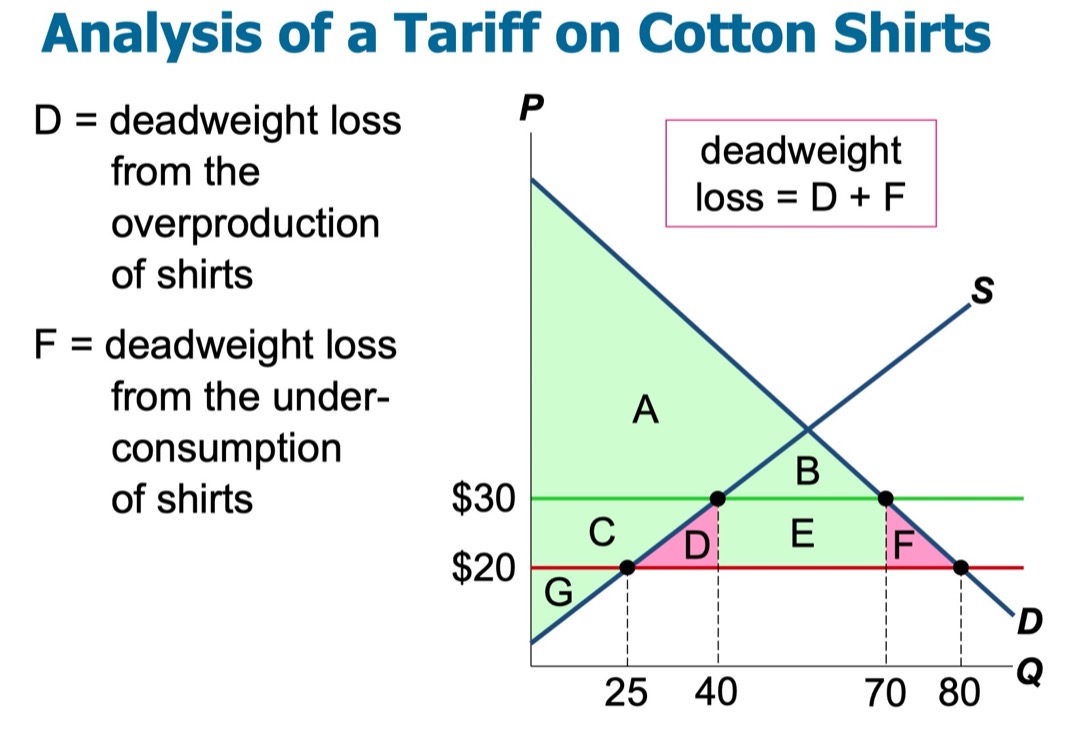 Analysis of a Tariff on Cotton Shirts
D = deadweight loss
from the
overproduction
of shirts
F = deadweight loss
from the under-
consumption
of shirts
P
deadweight
loss = D + F
S
A
B
$30
C
D
E
F
$20
G
D
Q
25 40 70 80